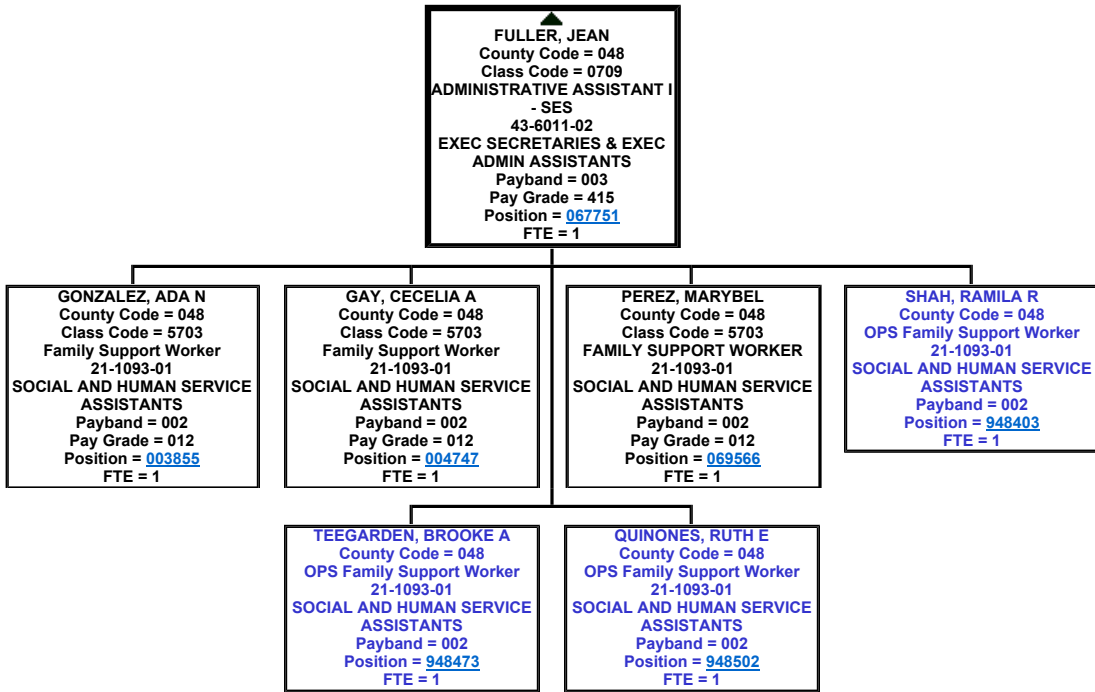 FULLER, JEAN
County Code = 048
Class Code = 0709
ADMINISTRATIVE ASSISTANT I
- SES
43-6011-02
EXEC SECRETARIES & EXEC
ADMIN ASSISTANTS
Payband = 003
Pay Grade = 415
Position = 067751
FTE = 1
GONZALEZ, ADA N
County Code = 048
Class Code = 5703
Family Support Worker
21-1093-01
SOCIAL AND HUMAN SERVICE
ASSISTANTS
Payband = 002
Pay Grade = 012
Position = 003855
FTE = 1
GAY, CECELIA A
County Code = 048
Class Code = 5703
Family Support Worker
21-1093-01
SOCIAL AND HUMAN SERVICE
ASSISTANTS
Payband = 002
Pay Grade = 012
Position = 004747
FTE = 1
PEREZ, MARYBEL
County Code = 048
Class Code = 5703
FAMILY SUPPORT WORKER
21-1093-01
SOCIAL AND HUMAN SERVICE
ASSISTANTS
Payband = 002
Pay Grade = 012
Position = 069566
FTE = 1
SHAH, RAMILA R
County Code = 048
OPS Family Support Worker
21-1093-01
SOCIAL AND HUMAN SERVICE
ASSISTANTS
Payband = 002
Position = 948403
FTE = 1
TEEGARDEN, BROOKE A
County Code = 048
OPS Family Support Worker
21-1093-01
SOCIAL AND HUMAN SERVICE
ASSISTANTS
Payband = 002
Position = 948473
FTE = 1
QUINONES, RUTH E
County Code = 048
OPS Family Support Worker
21-1093-01
SOCIAL AND HUMAN SERVICE
ASSISTANTS
Payband = 002
Position = 948502
FTE = 1